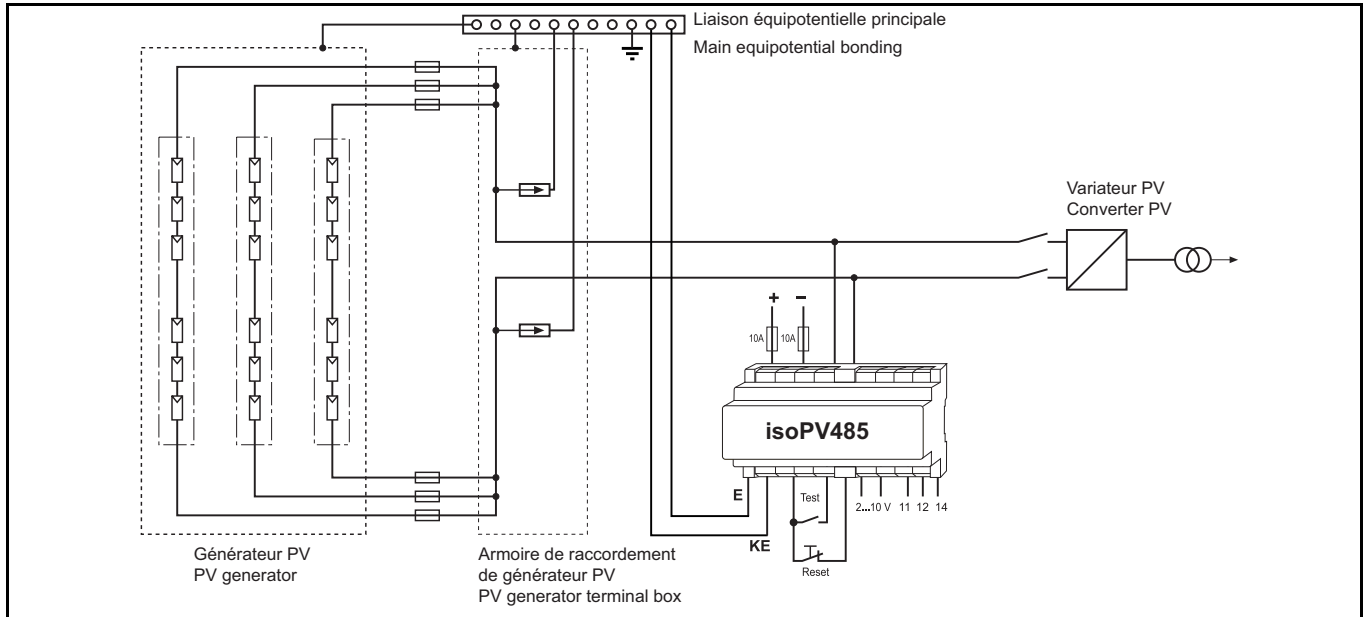 Liaison équipotentielle principale
Main equipotential bonding
Variateur PV
Converter PV
+ −
10A 10A
isoPV485
E
KE
Test
Reset
2...10 V 11 12 14
Générateur PV
PV generator
Armoire de raccordement
de générateur PV
PV generator terminal box